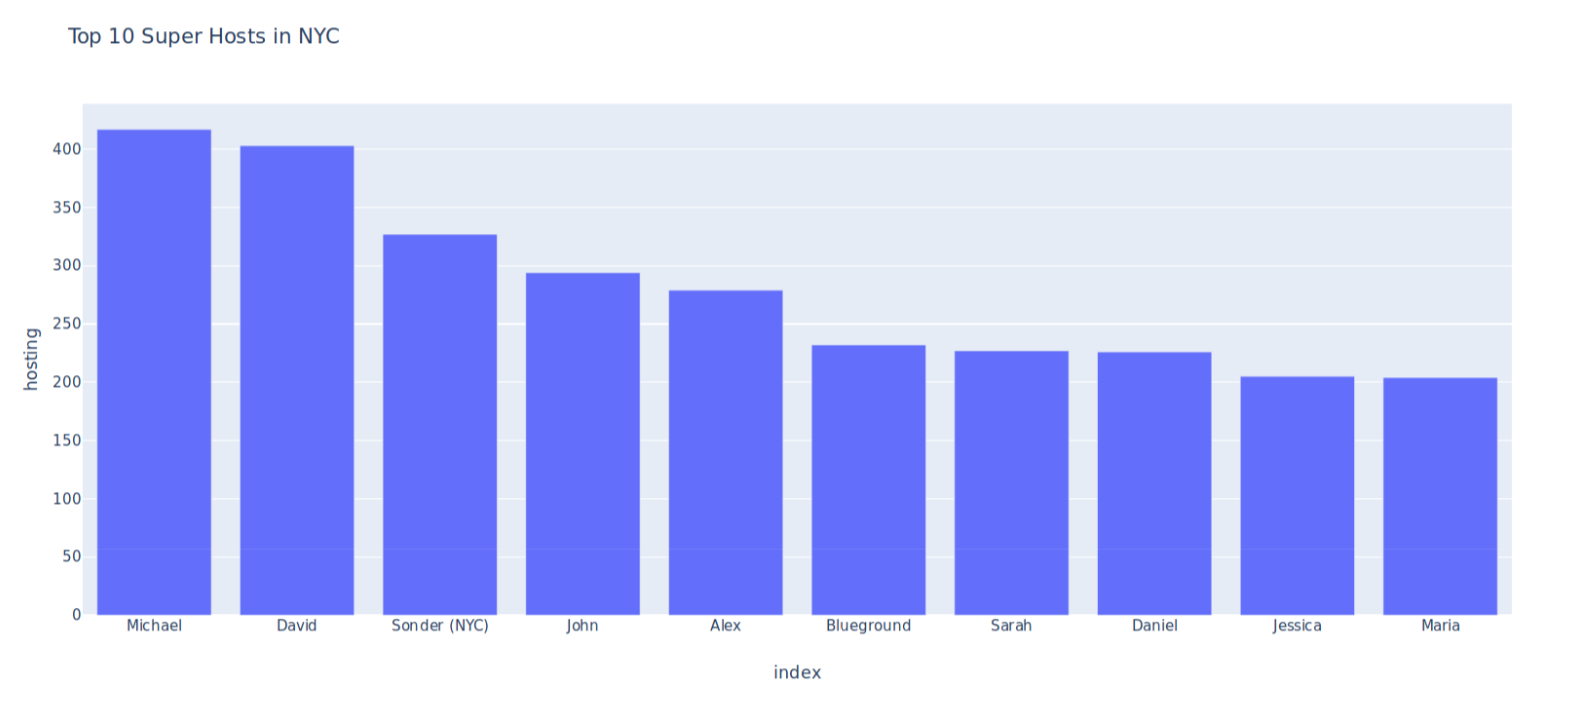 Top 10 Super Hosts in NYC
hosting
400
350
300
250
200
150
100
50
0
Michael David Sonder (NYC) John Alex Blueground Sarah Daniel Jessica Maria
index